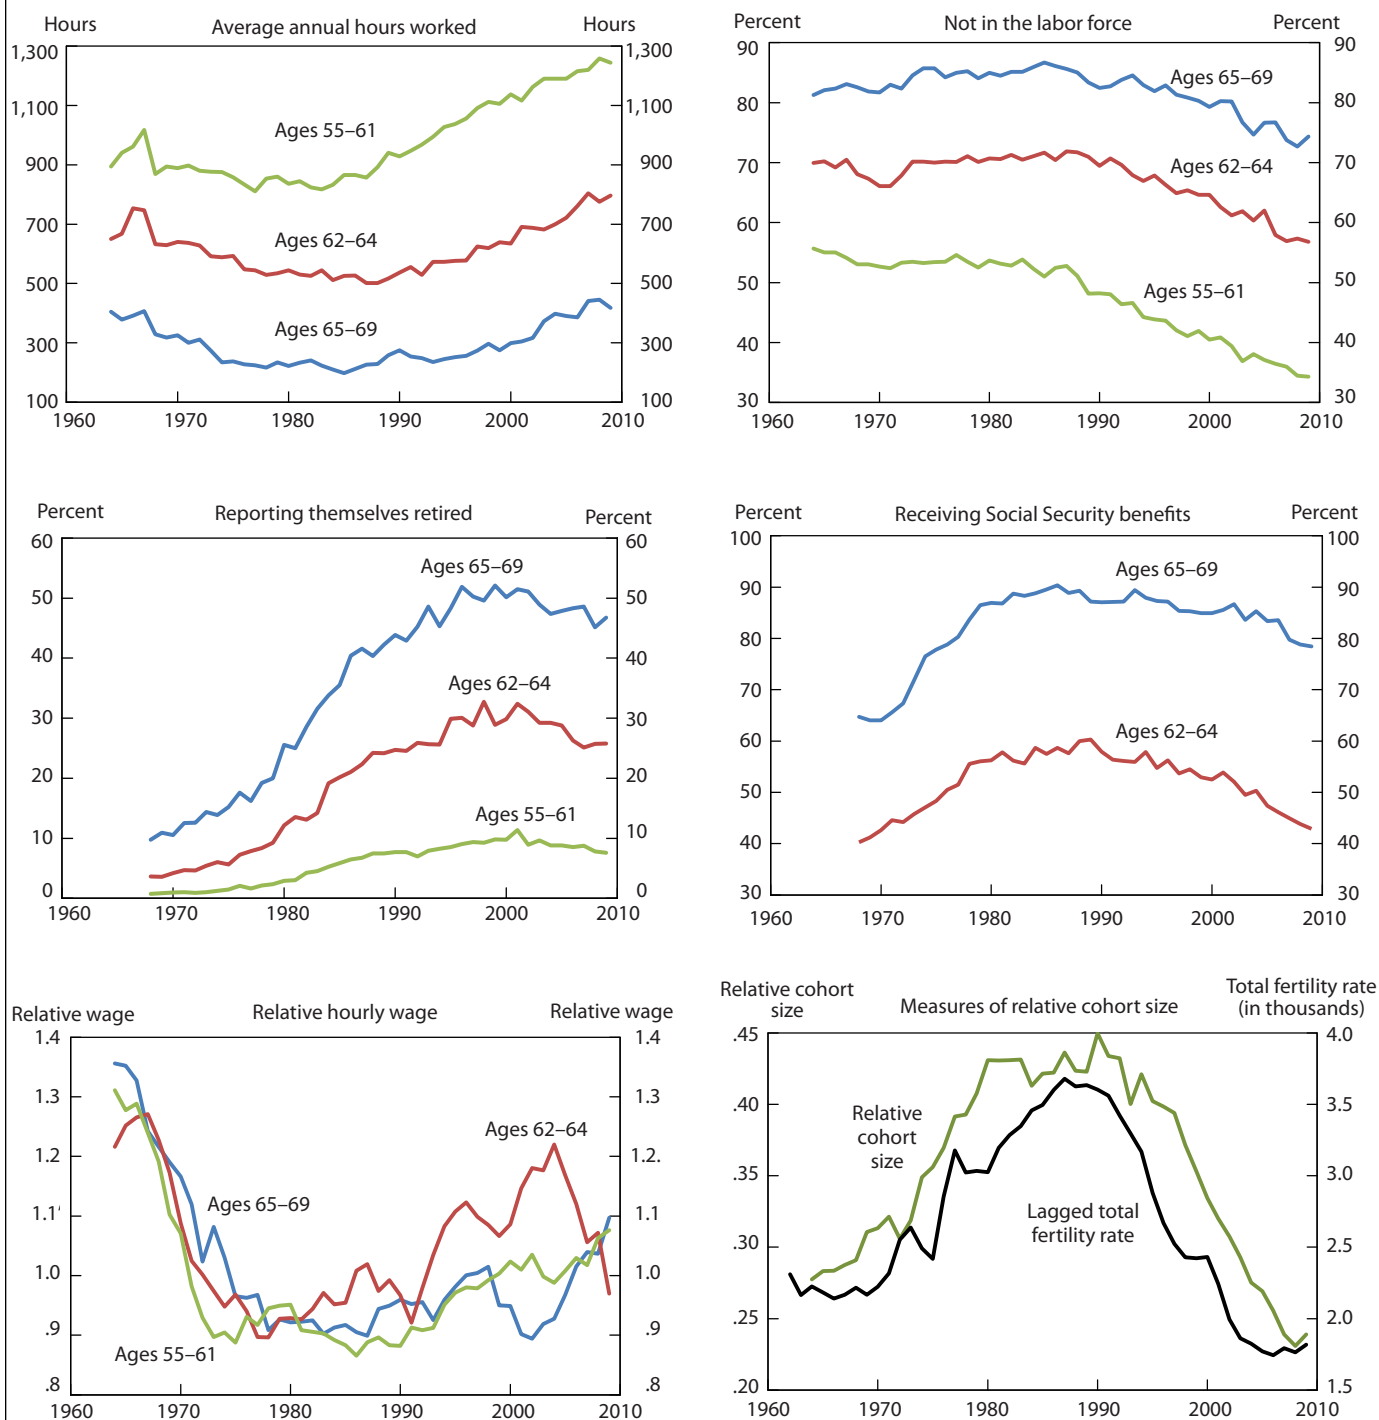 Hours Average annual hours worked Hours
1,300 1,300
1,100 1,100
Ages 55–61
900 900
700 700
Ages 62–64
500 500
Ages 65–69
300 300
100 100
1960 1970 1980 1990 2000 2010
Percent Not in the labor force Percent
90 90
Ages 65–69
80 80
70 Ages 62–64 70
60 60
50 Ages 55–61 50
40 40
30 30
1960 1970 1980 1990 2000 2010
Percent Reporting themselves retired Percent
60 60
Ages 65–69
50 50
40 40
Ages 62–64
30 30
20 20
Ages 55–61
10 10
0 0
1960 1970 1980 1990 2000 2010
Percent Receiving Social Security benefits Percent
100 100
90 Ages 65–69 90
80 80
70 70
60 Ages 62–64 60
50 50
40 40
30 30
1960 1970 1980 1990 2000 2010
Relative wage Relative hourly wage Relative wage
1.4 1.4
1.3 1.3
Ages 62–64
1.2 1.2.
Ages 65–69
1.1 1.1
1.0 1.0
.9 .9
Ages 55–61
.8 .8
1960 1970 1980 1990 2000 2010
Relative cohort
size
Measures of relative cohort size
Total fertility rate
(in thousands)
.45 4.0
.40 3.5
Relative
cohort
size
.35 3.0
Lagged total
fertility rate
.30 2.5
.25 2.0
.20 1.5
1960 1970 1980 1990 2000 2010